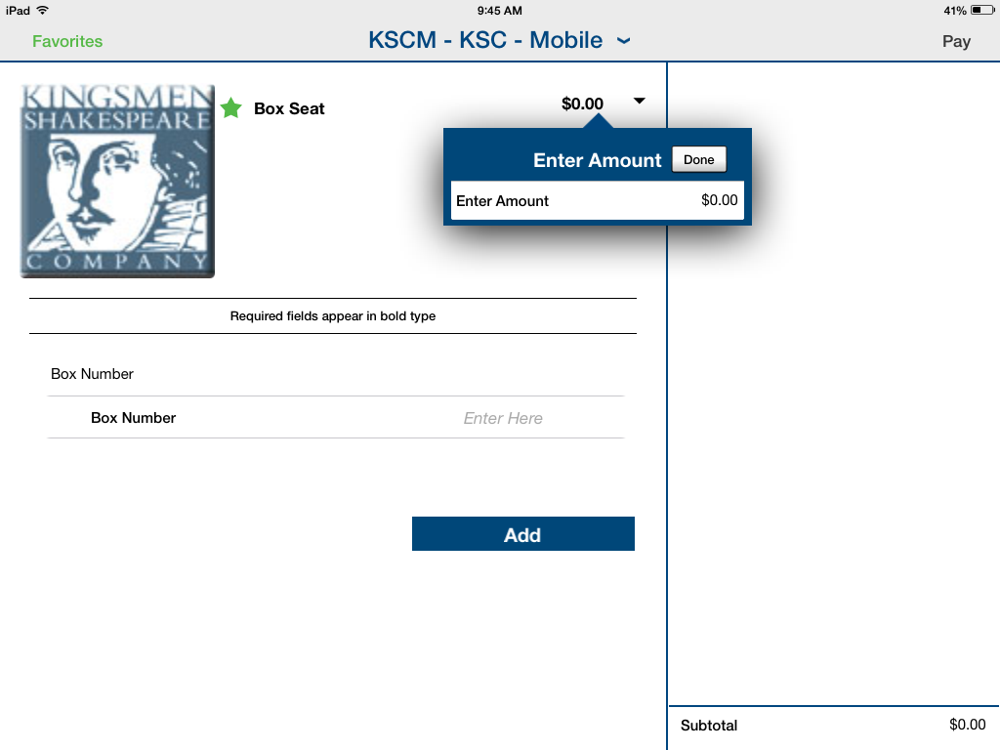 iPad 9:45 AM 41%
Favorites KSCM - KSC - Mobile Pay
KINGSMEN
SHAKESPEARE
COMPANY
Box Seat $0.00
Enter Amount Done
Enter Amount $0.00
Required fields appear in bold type
Box Number
Box Number Enter Here
Add
Subtotal $0.00